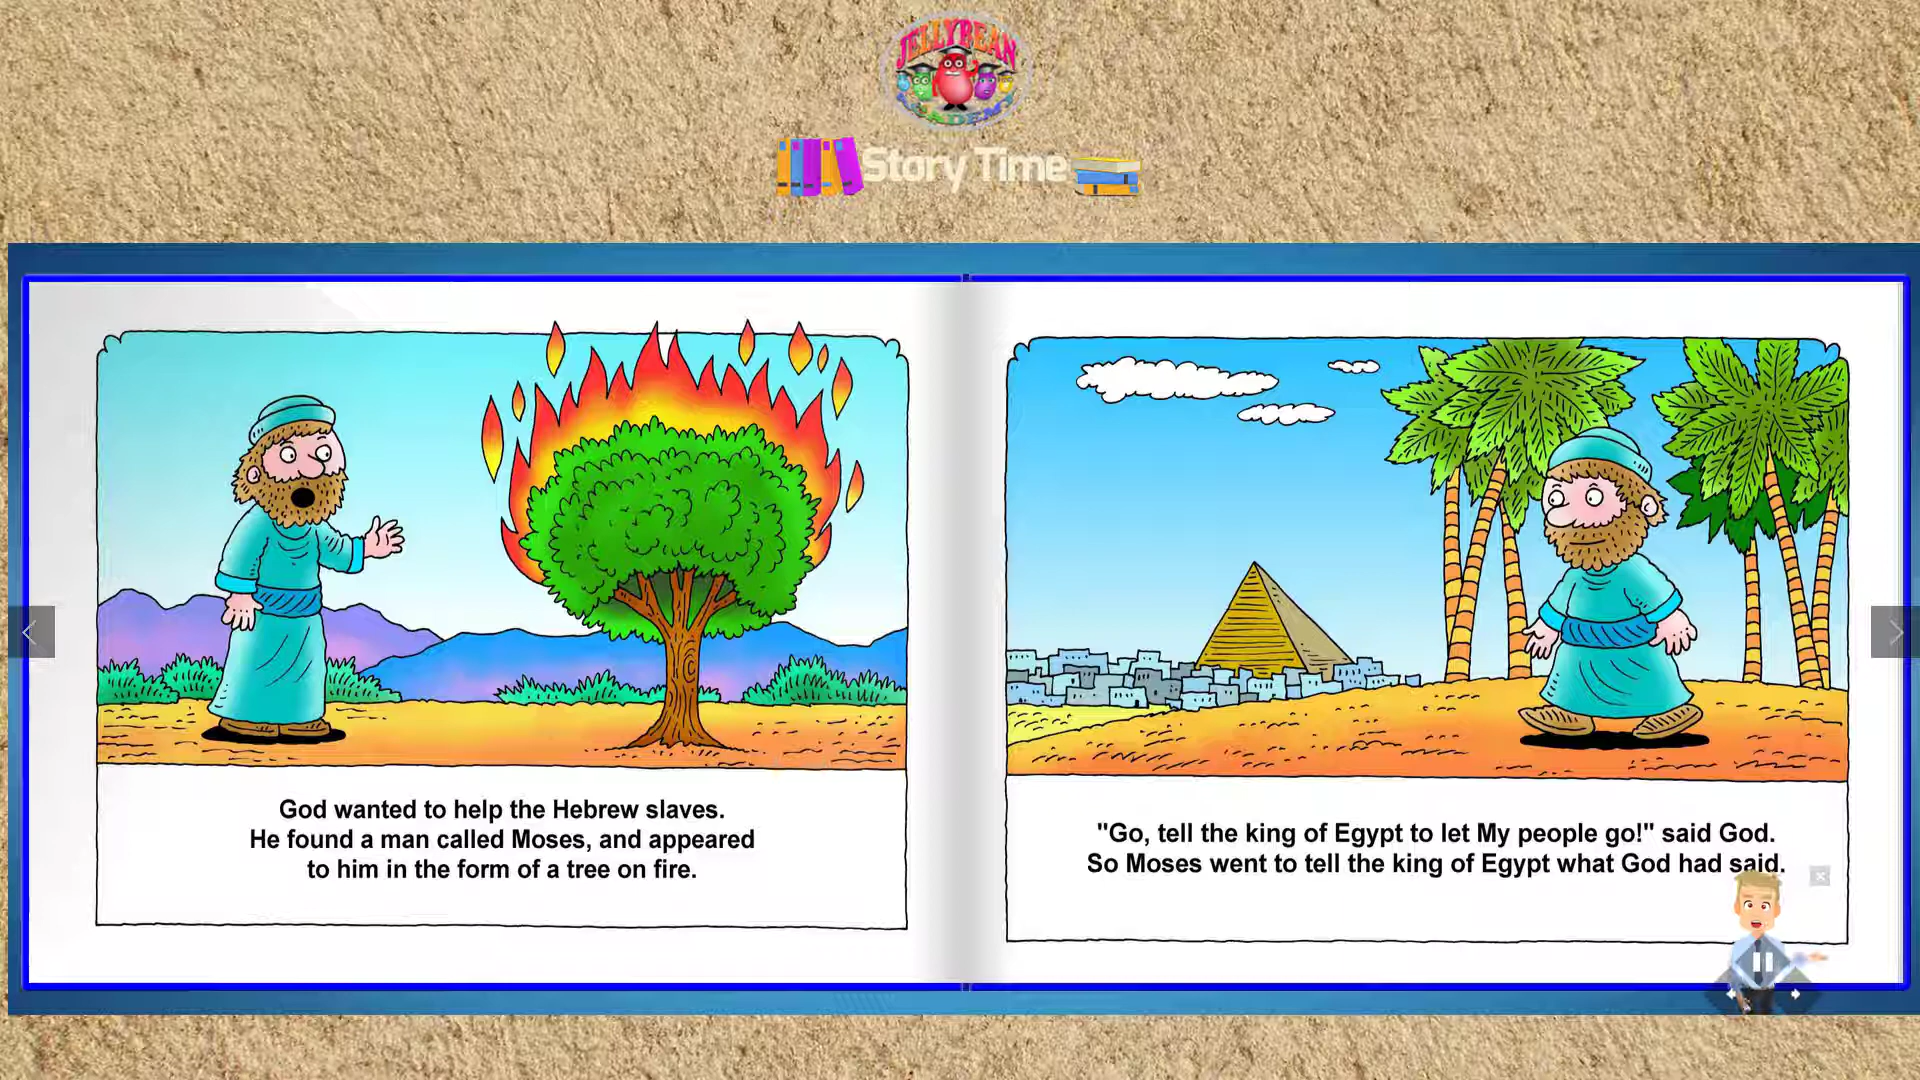 JELLYBEAN
ACADEMY
Story Time
God wanted to help the Hebrew slaves.
He found a man called Moses, and appeared
to him in the form of a tree on fire.
"Go, tell the king of Egypt to let My people go!" said God.
So Moses went to tell the king of Egypt what God had said.